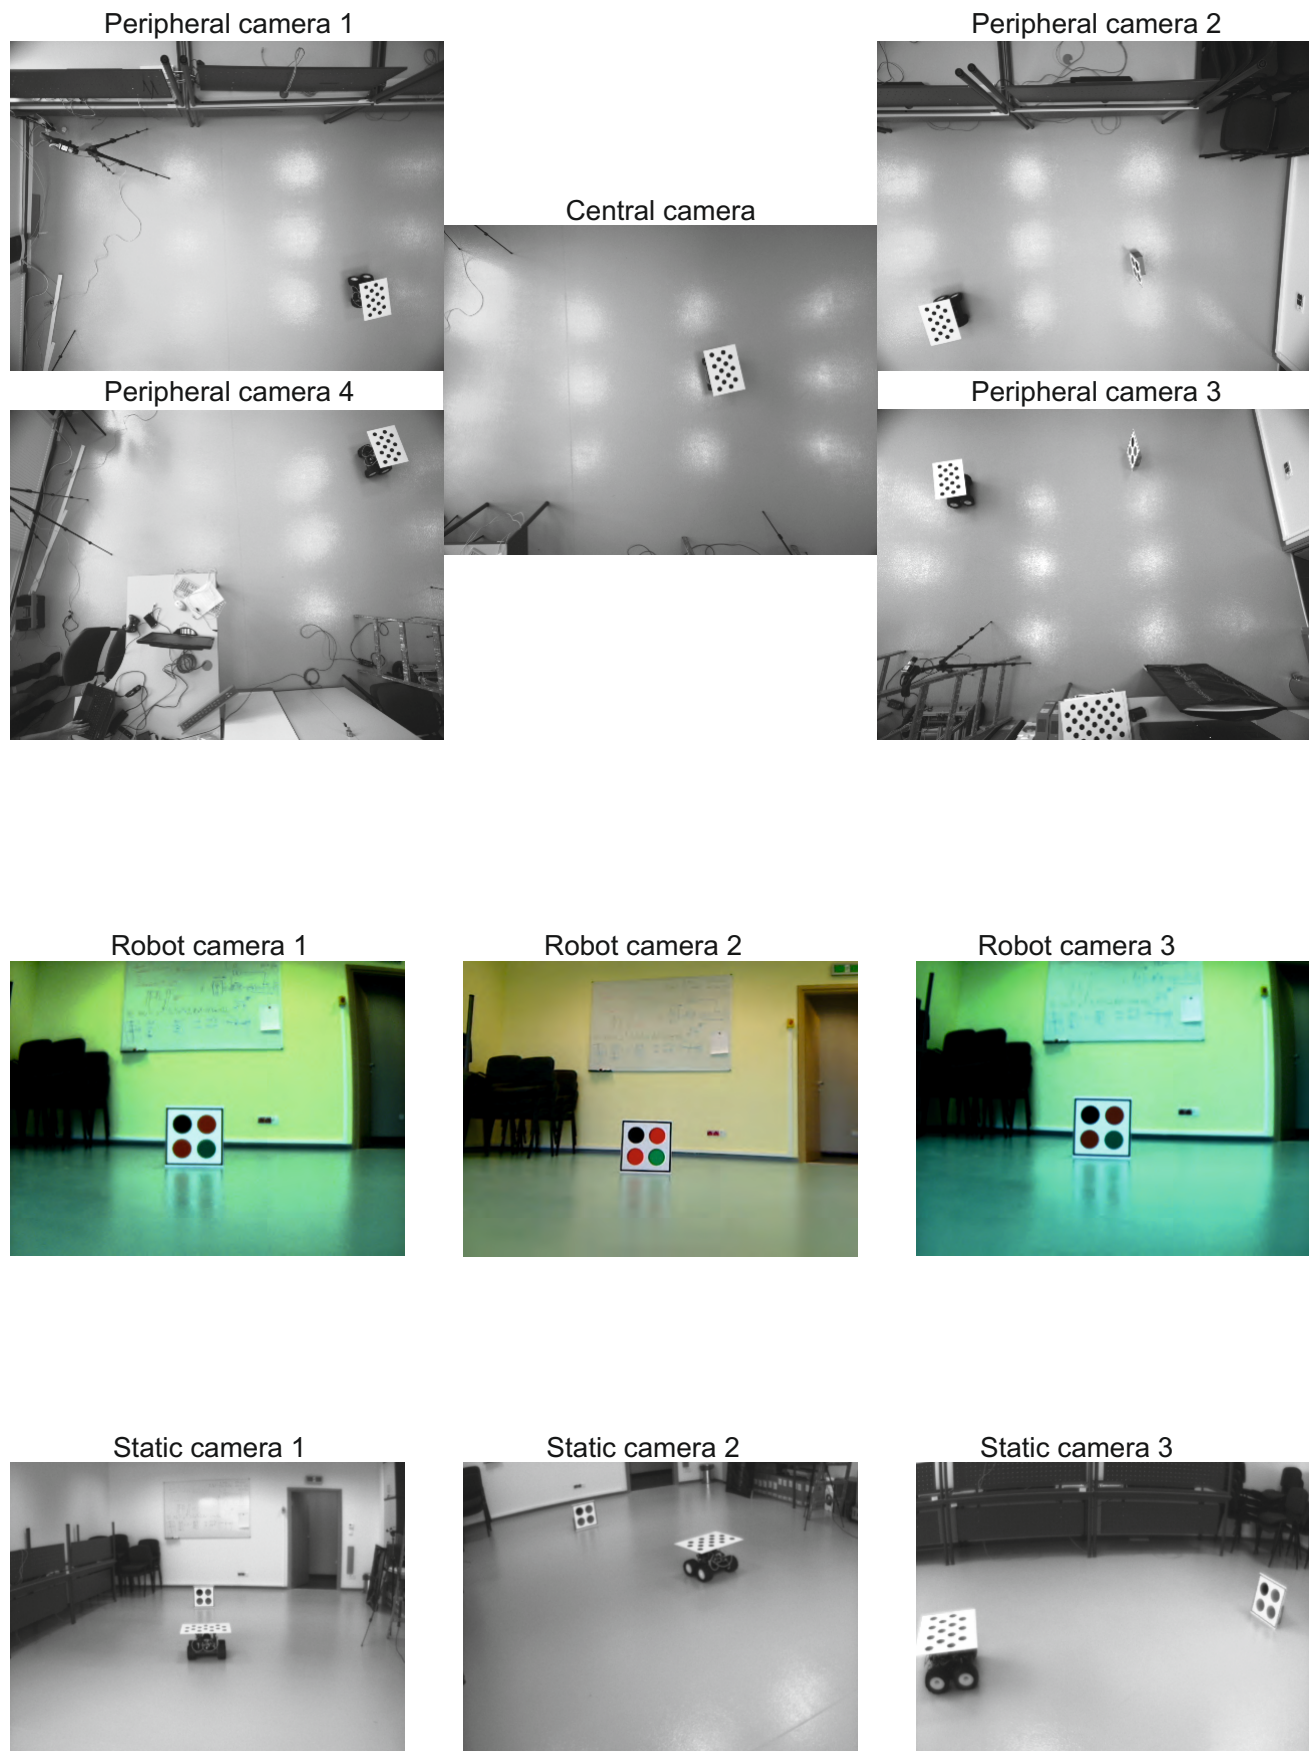 Peripheral camera 1
Peripheral camera 2
Central camera
Peripheral camera 4
Peripheral camera 3
Robot camera 1
Robot camera 2
Robot camera 3
Static camera 1
Static camera 2
Static camera 3